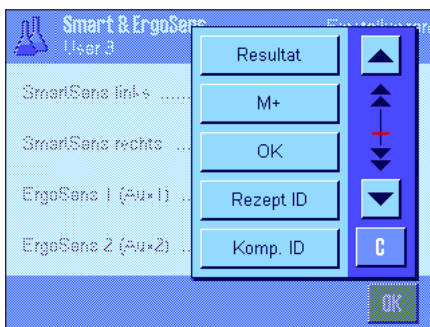 Smart & ErgoSens
User 3
SmartSens links .....
SmartSens rechts ...
ErgoSens 1 (Aux1) ..
ErgoSens 2 (Aux2) ..
Resultat
M+
OK
Rezept ID
Komp. ID
C
OK